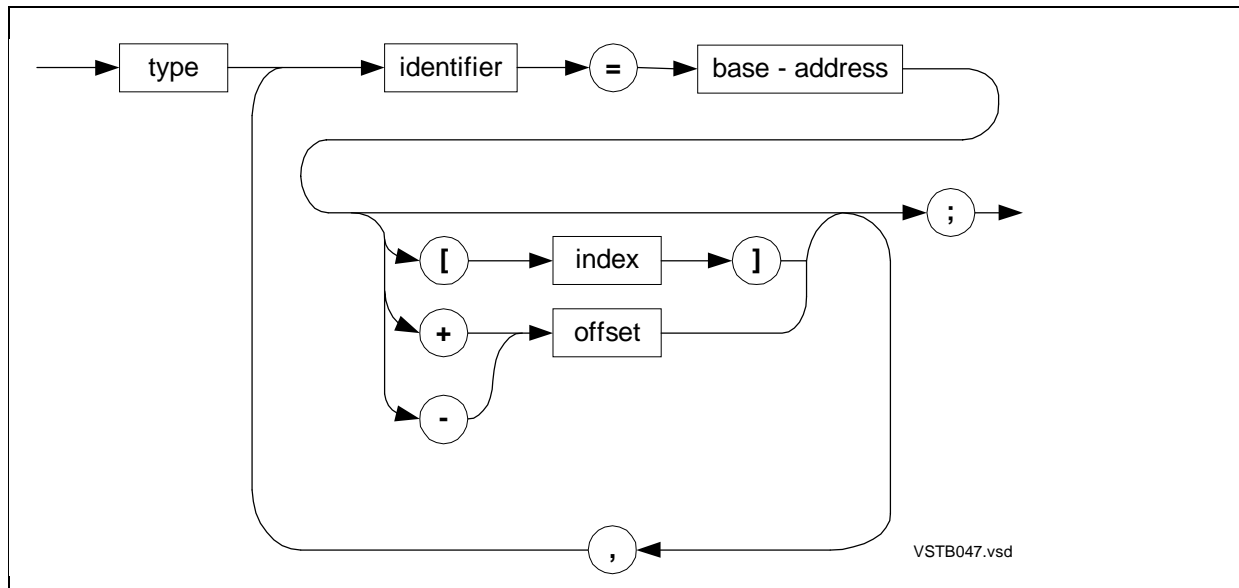 type identifier = base - address
;
[ index ]
+ offset
-
,
VSTB047.vsd